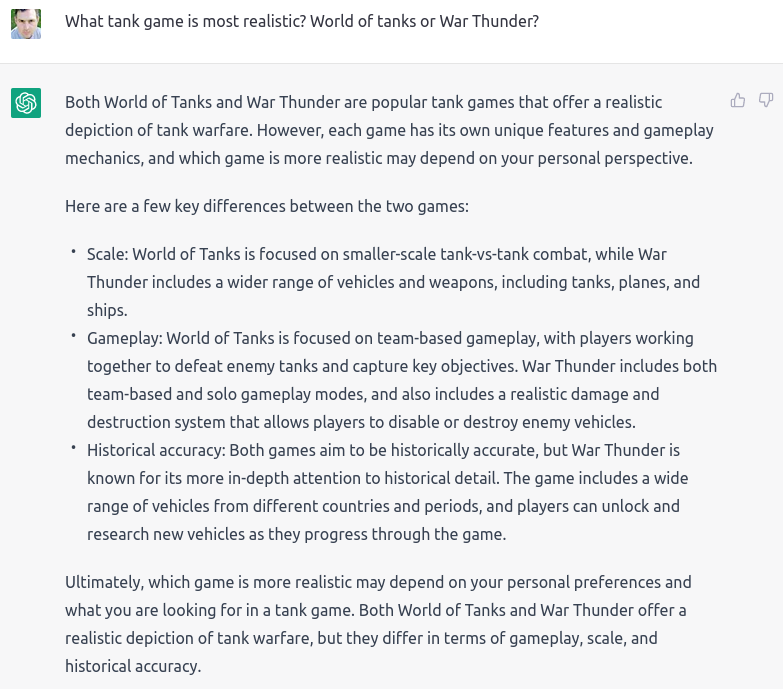 What tank game is most realistic? World of tanks or War Thunder?
Both World of Tanks and War Thunder are popular tank games that offer a realistic
depiction of tank warfare. However, each game has its own unique features and gameplay
mechanics, and which game is more realistic may depend on your personal perspective.
Here are a few key differences between the two games:
• Scale: World of Tanks is focused on smaller-scale tank-vs-tank combat, while War
Thunder includes a wider range of vehicles and weapons, including tanks, planes, and
ships.
• Gameplay: World of Tanks is focused on team-based gameplay, with players working
together to defeat enemy tanks and capture key objectives. War Thunder includes both
team-based and solo gameplay modes, and also includes a realistic damage and
destruction system that allows players to disable or destroy enemy vehicles.
• Historical accuracy: Both games aim to be historically accurate, but War Thunder is
known for its more in-depth attention to historical detail. The game includes a wide
range of vehicles from different countries and periods, and players can unlock and
research new vehicles as they progress through the game.
Ultimately, which game is more realistic may depend on your personal preferences and
what you are looking for in a tank game. Both World of Tanks and War Thunder offer a
realistic depiction of tank warfare, but they differ in terms of gameplay, scale, and
historical accuracy.